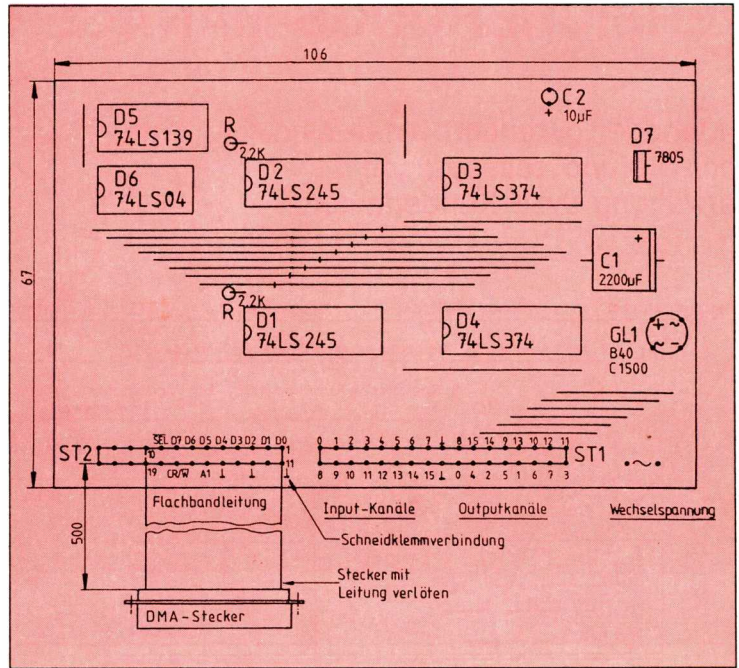 106
C2
+ 10µF
D5
74LS139
R
2,2K
D7
7805
D6
74LS04
D2
74LS245
D3
74LS374
67
+
C1
2200µF
2,2K
R
D1
74LS245
D4
74LS374
GL1
B40
C1500
+ ~
- ~
SEL D7 D6 D5 D4 D3 D2 D1 D0
0 1 2 3 4 5 6 7 ⊥ 8 15 14 9 13 10 12 11
ST2
10
1
ST1
19 CR/W A1 ⊥ ⊥ ⊥
11
8 9 10 11 12 13 14 15 ⊥ 0 4 2 5 1 6 7 3
~
500
Flachbandleitung
Input-Kanäle
Outputkanäle
Wechselspannung
Schneidklemmverbindung
Stecker mit
Leitung verlöten
DMA-Stecker